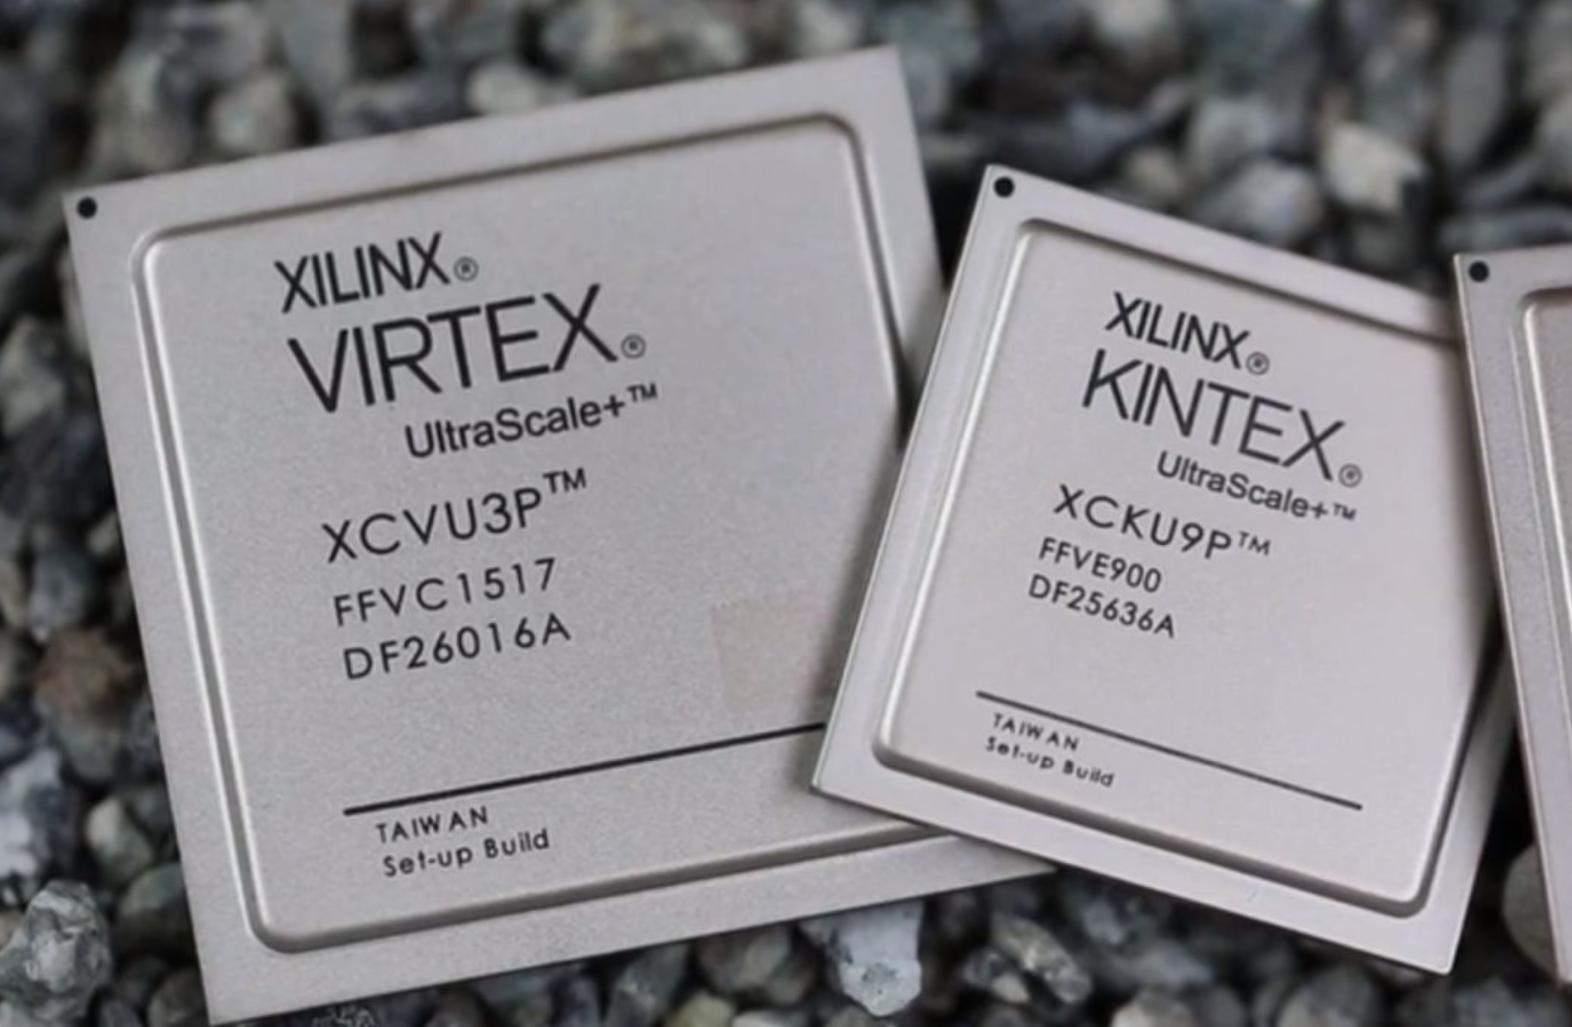 XILINX®
VIRTEX®
UltraScale+™
XCVU3P™
FFVC1517
DF26016A
TAIWAN
Set-up Build
XILINX®
KINTEX®
UltraScale+™
XCKU9P™
FFVE900
DF25636A
TAIWAN
Set-up Build